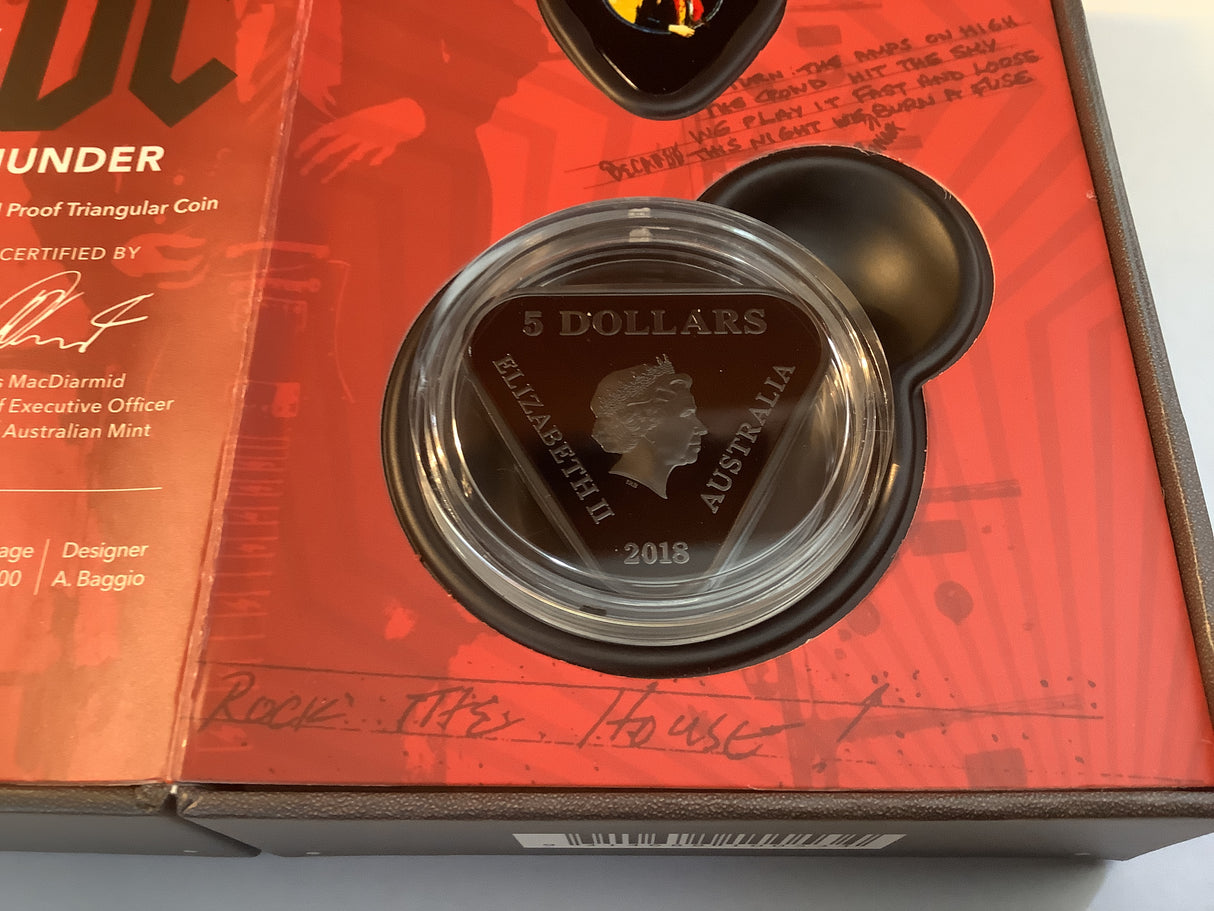 DC
UNDER
Proof Triangular Coin
CERTIFIED BY
MacDiarmid
Executive Officer
Australian Mint
age
00
Designer
A. Baggio
TURN THE AMPS ON HIGH
THE CROWD HIT THE SKY
WE PLAY IT FAST AND LOOSE
THIS NIGHT BURN A FUSE
5 DOLLARS
ELIZABETH II
AUSTRALIA
2018
ROCK THE HOUSE